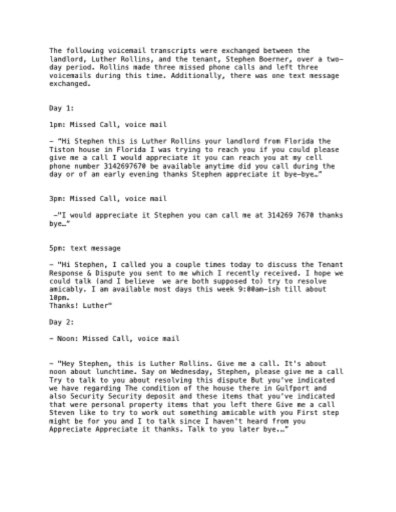 The following voicemail transcripts were exchanged between the
landlord, Luther Rollins, and the tenant, Stephen Boerner, over a two-
day period. Rollins made three missed phone calls and left three
voicemails during this time. Additionally, there was one text message
exchanged.
Day 1:
1pm: Missed Call, voice mail
- "Hi Stephen this is Luther Rollins your landlord from Florida the
Tiston house in Florida I was trying to reach you if you could please
give me a call I would appreciate it you can reach you at my cell
phone number 3142697670 be available anytime did you call during the
day or of an early evening thanks Stephen appreciate it bye-bye…"
3pm: Missed Call, voice mail
-"I would appreciate it Stephen you can call me at 314269 7670 thanks
bye…"
5pm: text message
- "Hi Stephen, I called you a couple times today to discuss the Tenant
Response & Dispute you sent to me which I recently received. I hope we
could talk (and I believe  we are both supposed to) try to resolve
amicably. I am available most days this week 9:00am-ish till about
10pm.
Thanks! Luther"
Day 2:
- Noon: Missed Call, voice mail
- "Hey Stephen, this is Luther Rollins. Give me a call. It's about
noon about lunchtime. Say on Wednesday, Stephen, please give me a call
Try to talk to you about resolving this dispute But you've indicated
we have regarding The condition of the house there in Gulfport and
also Security Security deposit and these items that you've indicated
that were personal property items that you left there Give me a call
Steven like to try to work out something amicable with you First step
might be for you and I to talk since I haven't heard from you
Appreciate Appreciate it thanks. Talk to you later bye.…"